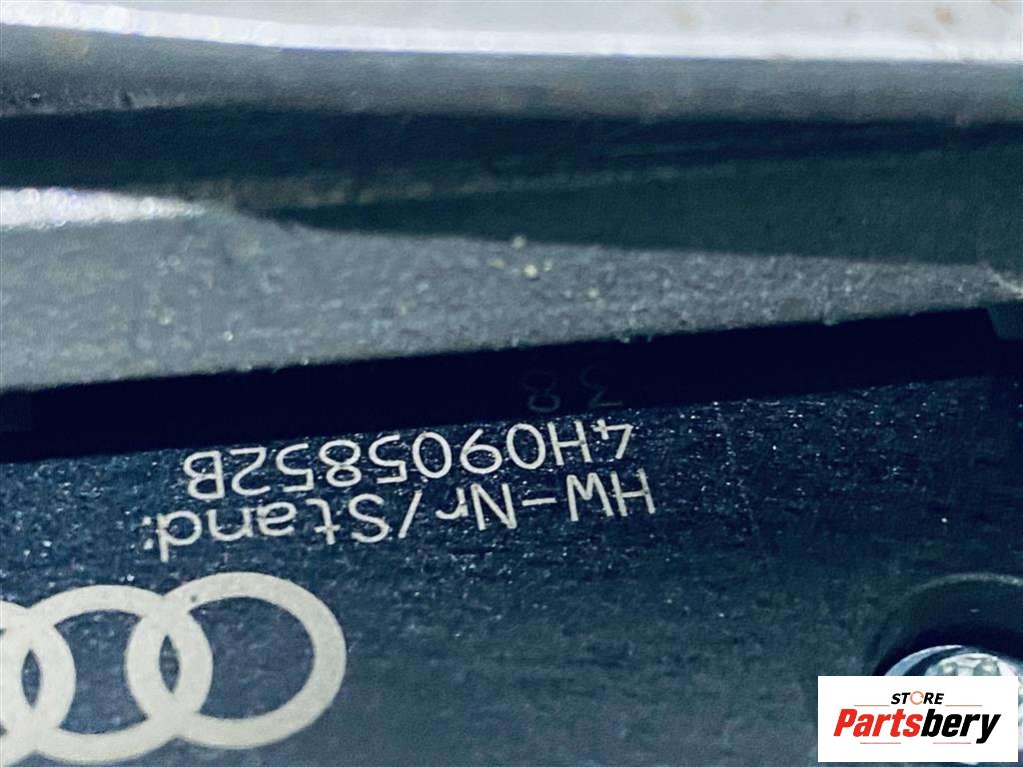 HW-Nr/Stand:
4H0905852B
STORE
Partsbery